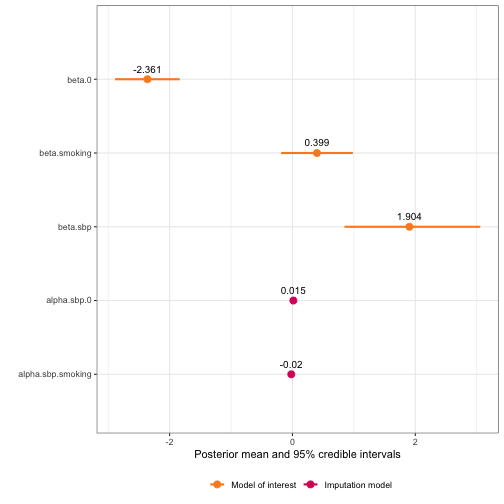 -2.361
beta.0
0.399
beta.smoking
1.904
beta.sbp
0.015
alpha.sbp.0
-0.02
alpha.sbp.smoking
-2 0 2
Posterior mean and 95% credible intervals
Model of interest Imputation model